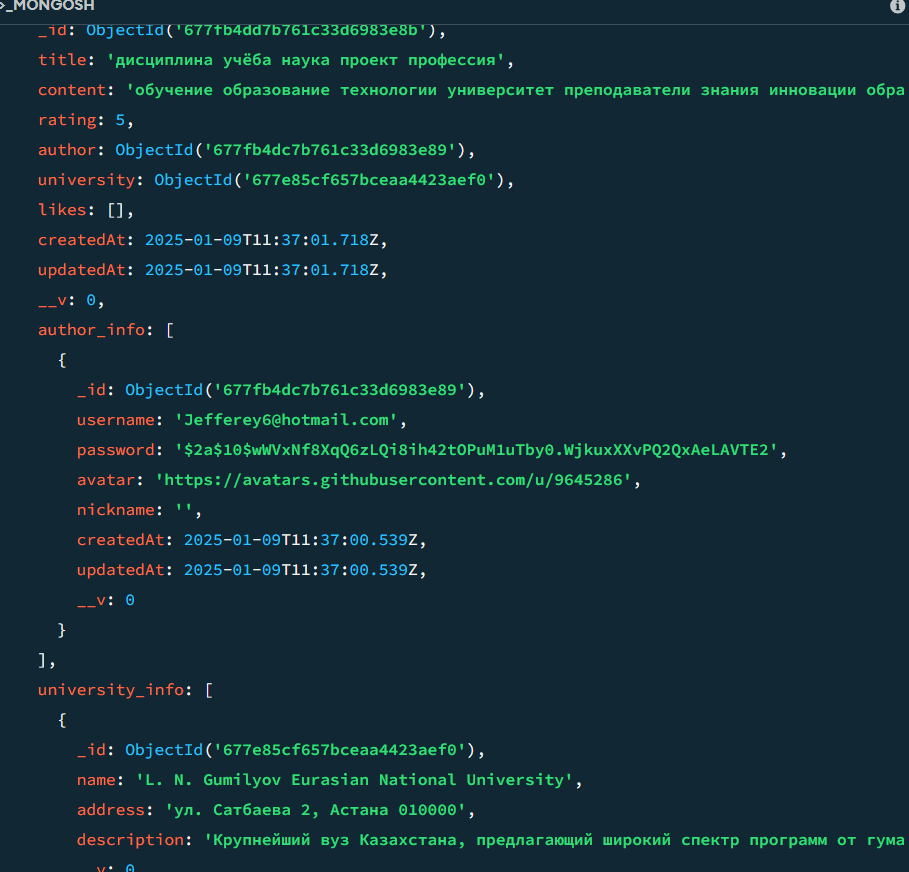 >_MONGOSH
_id: ObjectId('677fb4dd7b761c33d6983e8b'),
title: 'дисциплина учёба наука проект профессия',
content: 'обучение образование технологии университет преподаватели знания инновации обра
rating: 5,
author: ObjectId('677fb4dc7b761c33d6983e89'),
university: ObjectId('677e85cf657bceaa4423aef0'),
likes: [],
createdAt: 2025-01-09T11:37:01.718Z,
updatedAt: 2025-01-09T11:37:01.718Z,
__v: 0,
author_info: [
{
_id: ObjectId('677fb4dc7b761c33d6983e89'),
username: 'Jefferey6@hotmail.com',
password: '$2a$10$wWVxNf8XqQ6zLQi8ih42tOPuM1uTby0.WjkuxXXvPQ2QxAeLAVTE2',
avatar: 'https://avatars.githubusercontent.com/u/9645286',
nickname: '',
createdAt: 2025-01-09T11:37:00.539Z,
updatedAt: 2025-01-09T11:37:00.539Z,
__v: 0
}
],
university_info: [
{
_id: ObjectId('677e85cf657bceaa4423aef0'),
name: 'L. N. Gumilyov Eurasian National University',
address: 'ул. Сатбаева 2, Астана 010000',
description: 'Крупнейший вуз Казахстана, предлагающий широкий спектр программ от гума
__v: 0